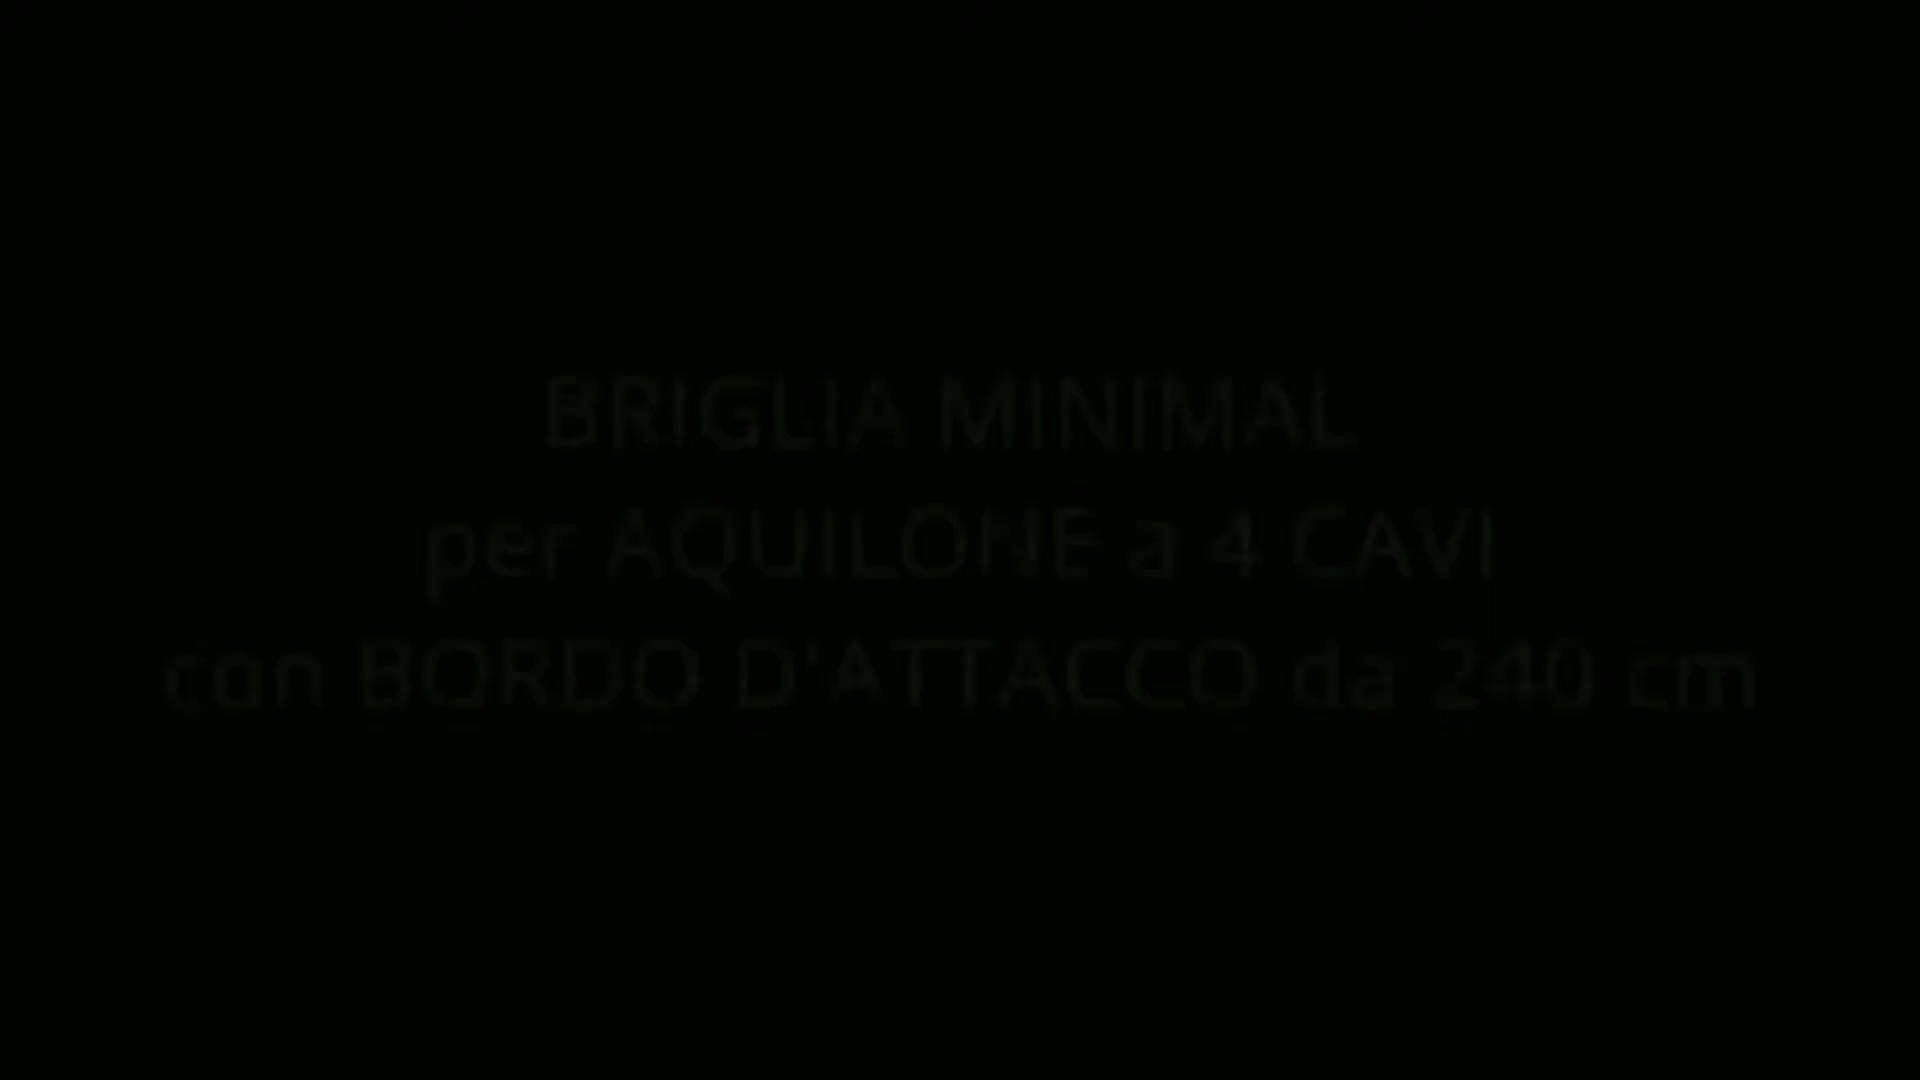 BRIGLIA MINIMAL
per AQUILONE a 4 CAVI
con BORDO D'ATTACCO da 240 cm